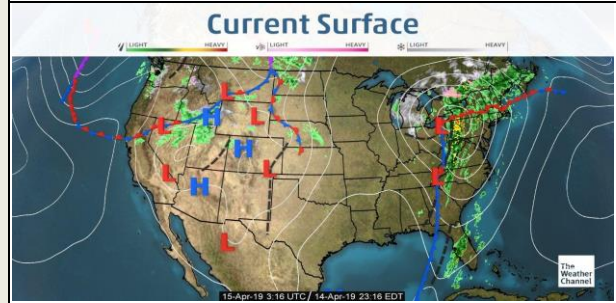 Current Surface
LIGHT HEAVY LIGHT HEAVY LIGHT HEAVY
L
L
H
L
L
L
L
H
L
L
H
L
The
Weather
Channel
15-Apr-19 3:16 UTC / 14-Apr-19 23:16 EDT